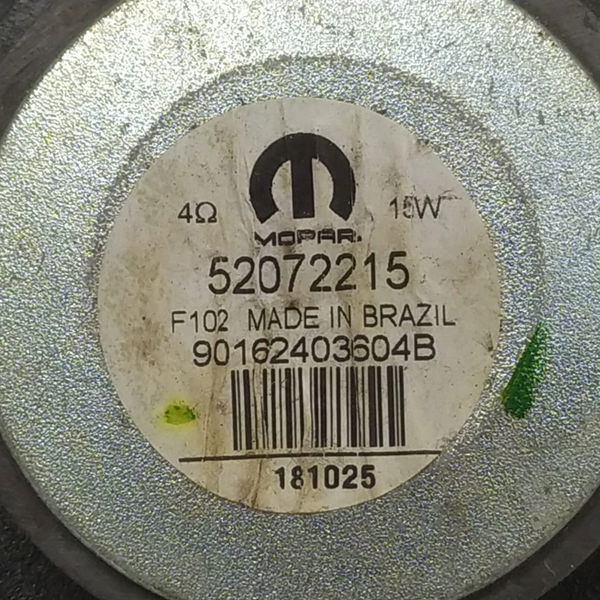 4Ω 15W
MOPAR.
52072215
F102 MADE IN BRAZIL
90162403604B
181025